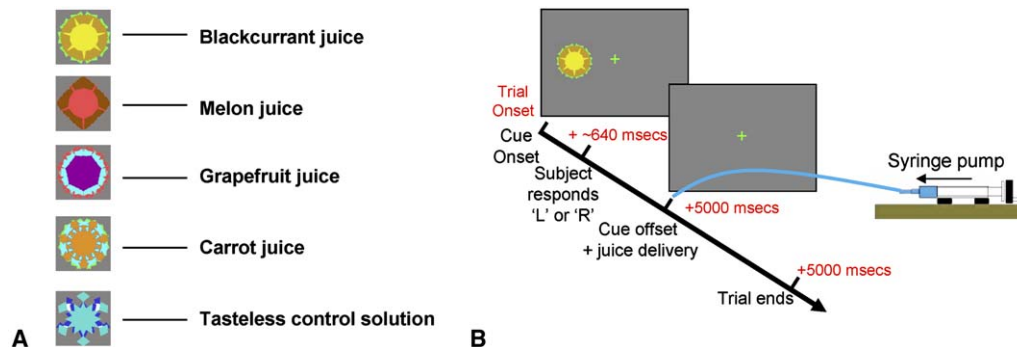 Blackcurrant juice
Melon juice
Grapefruit juice
Carrot juice
Tasteless control solution
A
Trial
Onset
Cue
Onset
+ ~640 msecs
Subject
responds
'L' or 'R'
+5000 msecs
Cue offset
+ juice delivery
Syringe pump
+5000 msecs
Trial ends
B